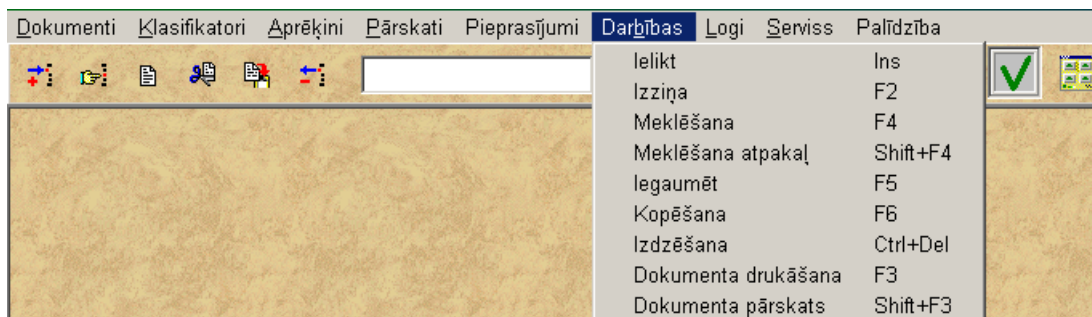 Dokumenti Klasifikatori Aprēķini Pārskati Pieprasījumi Darbības Logi Serviss Palīdzība
Ielikt Ins
Izziņa F2
Meklēšana F4
Meklēšana atpakaļ Shift+F4
Iegaumēt F5
Kopēšana F6
Izdzēšana Ctrl+Del
Dokumenta drukāšana F3
Dokumenta pārskats Shift+F3